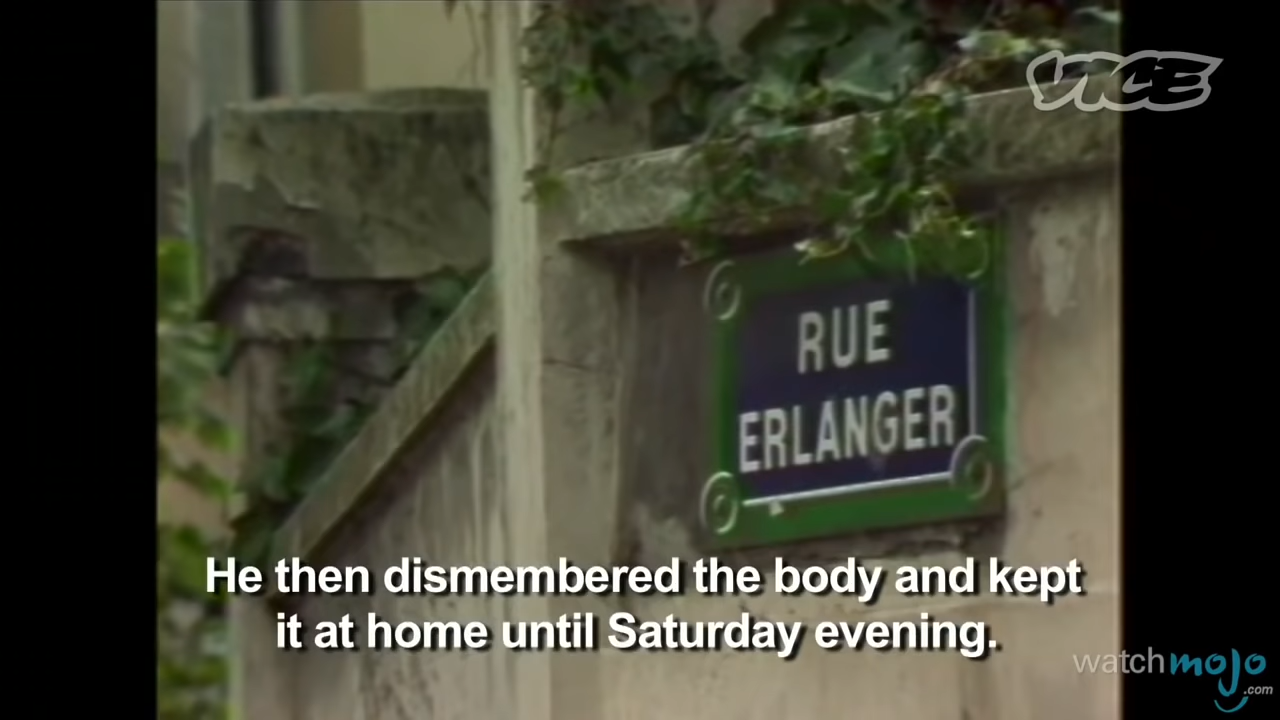 VICE
RUE
ERLANGER
He then dismembered the body and kept
it at home until Saturday evening.
watchmojo
.com